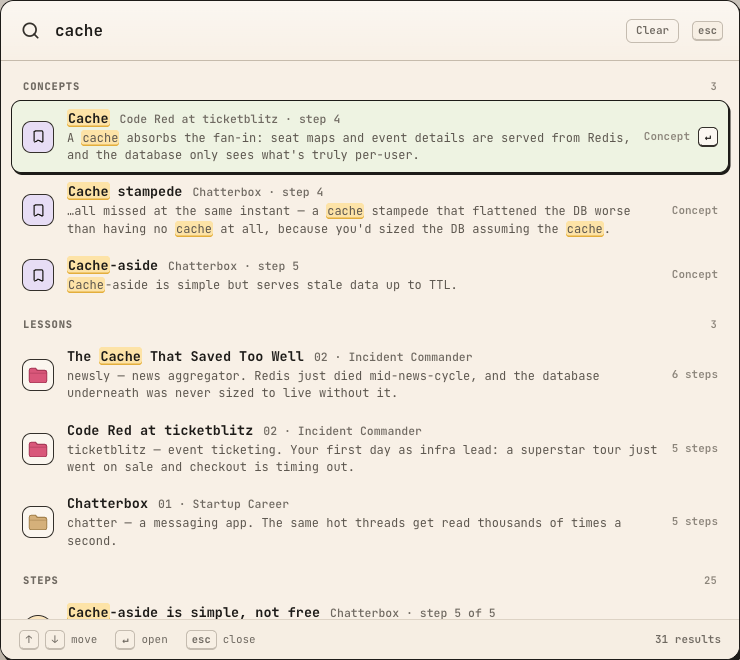 cache Clear esc
CONCEPTS 3
Cache Code Red at ticketblitz · step 4
A cache absorbs the fan-in: seat maps and event details are served from Redis, Concept ↵
and the database only sees what's truly per-user.
Cache stampede Chatterbox · step 4
…all missed at the same instant — a cache stampede that flattened the DB worse Concept
than having no cache at all, because you'd sized the DB assuming the cache.
Cache-aside Chatterbox · step 5
Cache-aside is simple but serves stale data up to TTL. Concept
LESSONS 3
The Cache That Saved Too Well 02 · Incident Commander
newsly — news aggregator. Redis just died mid-news-cycle, and the database 6 steps
underneath was never sized to live without it.
Code Red at ticketblitz 02 · Incident Commander
ticketblitz — event ticketing. Your first day as infra lead: a superstar tour just 5 steps
went on sale and checkout is timing out.
Chatterbox 01 · Startup Career
chatter — a messaging app. The same hot threads get read thousands of times a 5 steps
second.
STEPS 25
Cache-aside is simple, not free Chatterbox · step 5 of 5
↑ ↓ move ↵ open esc close 31 results